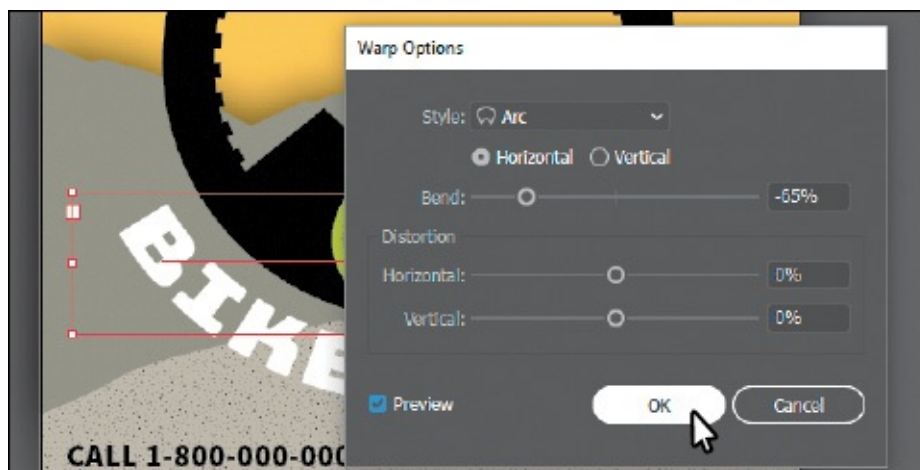 Warp Options
Style: Arc
Horizontal Vertical
Bend: -65%
Distortion
Horizontal: 0%
Vertical: 0%
Preview OK Cancel
BIKE
CALL 1-800-000-000